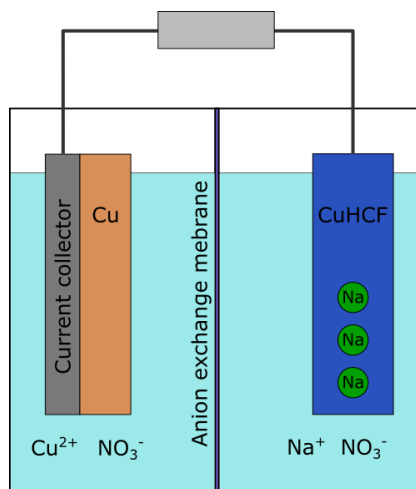 Current collector
Cu
Anion exchange mebrane
CuHCF
Na
Na
Na
Cu²⁺ NO₃⁻
Na⁺ NO₃⁻